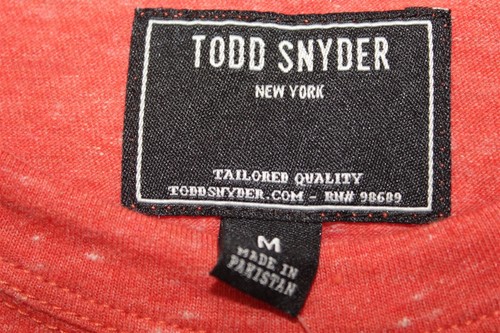 TODD SNYDER
NEW YORK
TAILORED QUALITY
TODDSNYDER.COM - RN# 98689
M
MADE IN
PAKISTAN